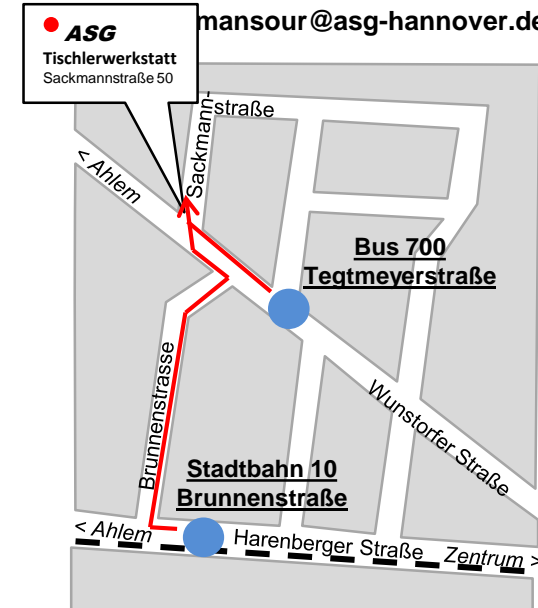 mansour@asg-hannover.de
ASG
Tischlerwerkstatt
Sackmannstraße 50
Sackmann-
straße
< Ahlem
Bus 700
Tegtmeyerstraße
Wunstorfer Straße
Brunnenstrasse
Stadtbahn 10
Brunnenstraße
< Ahlem
Harenberger Straße
Zentrum >